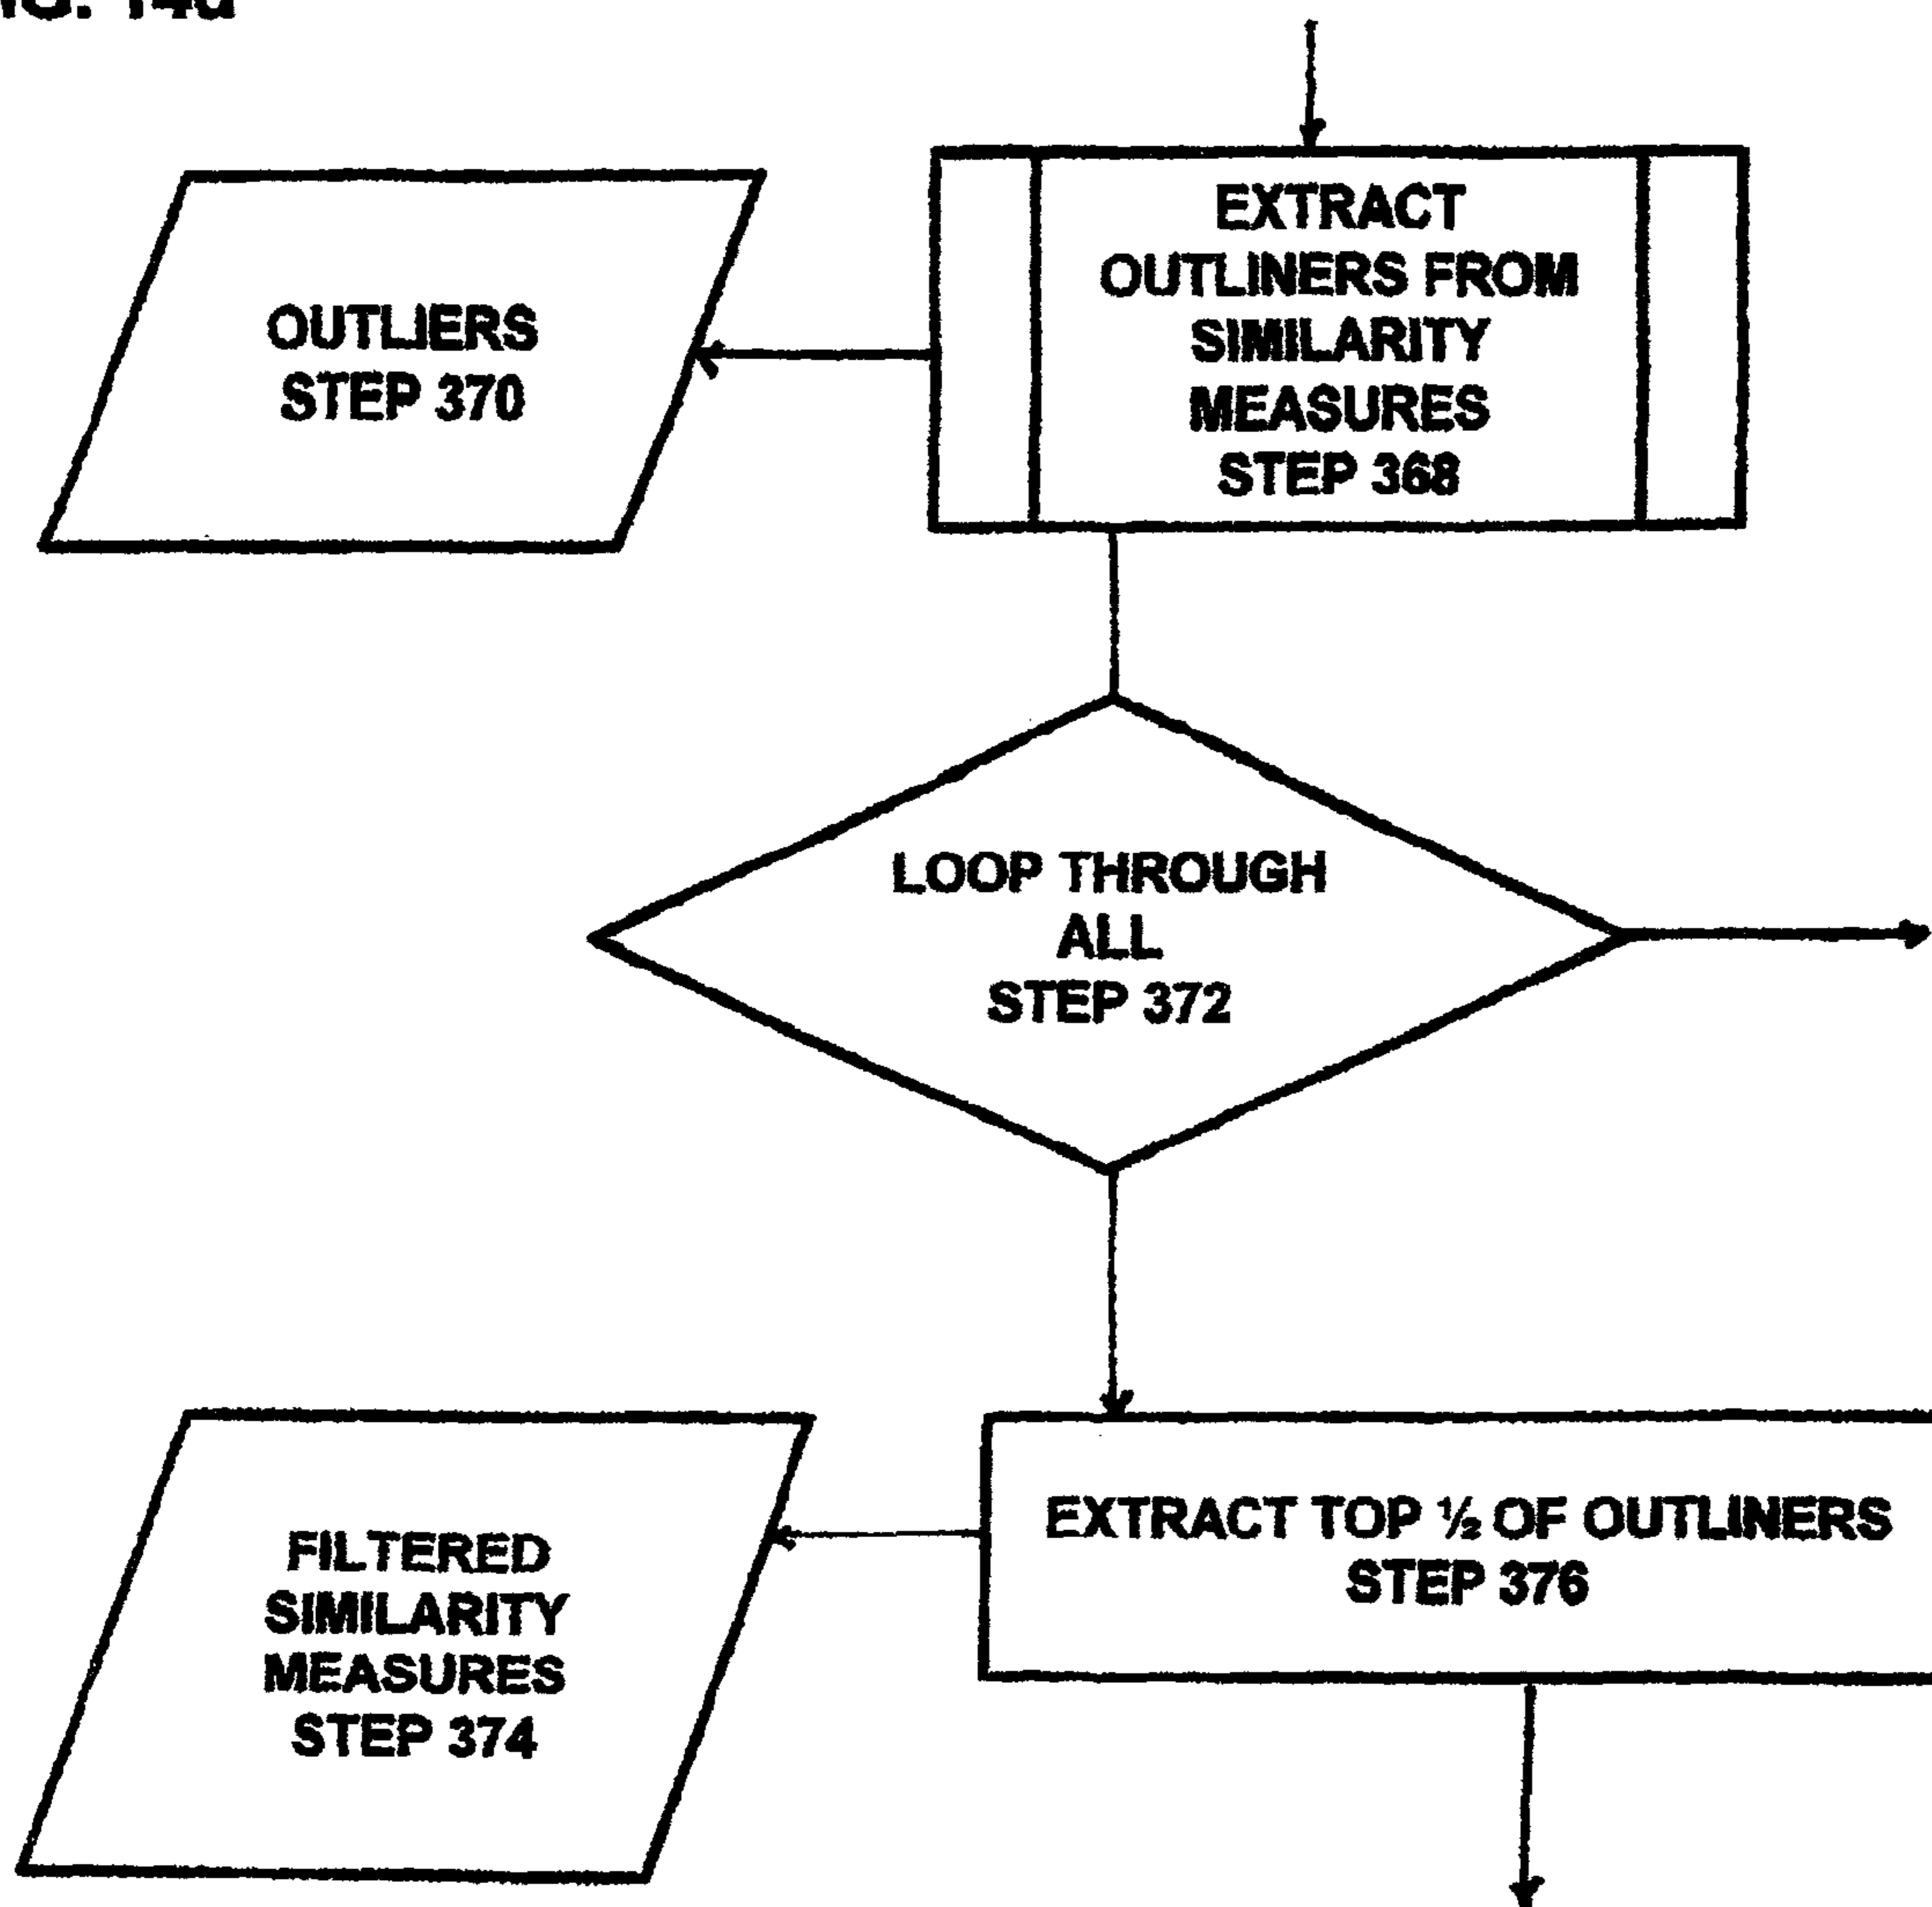 EXTRACT
OUTLINERS FROM
SIMILARITY
MEASURES
STEP 368
OUTLIERS
STEP 370
LOOP THROUGH
ALL
STEP 372
EXTRACT TOP ½ OF OUTLINERS
STEP 376
FILTERED
SIMILARITY
MEASURES
STEP 374